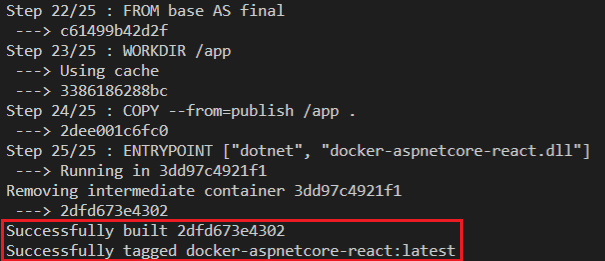 Step 22/25 : FROM base AS final
 ---> c61499b42d2f
Step 23/25 : WORKDIR /app
 ---> Using cache
 ---> 3386186288bc
Step 24/25 : COPY --from=publish /app .
 ---> 2dee001c6fc0
Step 25/25 : ENTRYPOINT ["dotnet", "docker-aspnetcore-react.dll"]
 ---> Running in 3dd97c4921f1
Removing intermediate container 3dd97c4921f1
 ---> 2dfd673e4302
Successfully built 2dfd673e4302
Successfully tagged docker-aspnetcore-react:latest